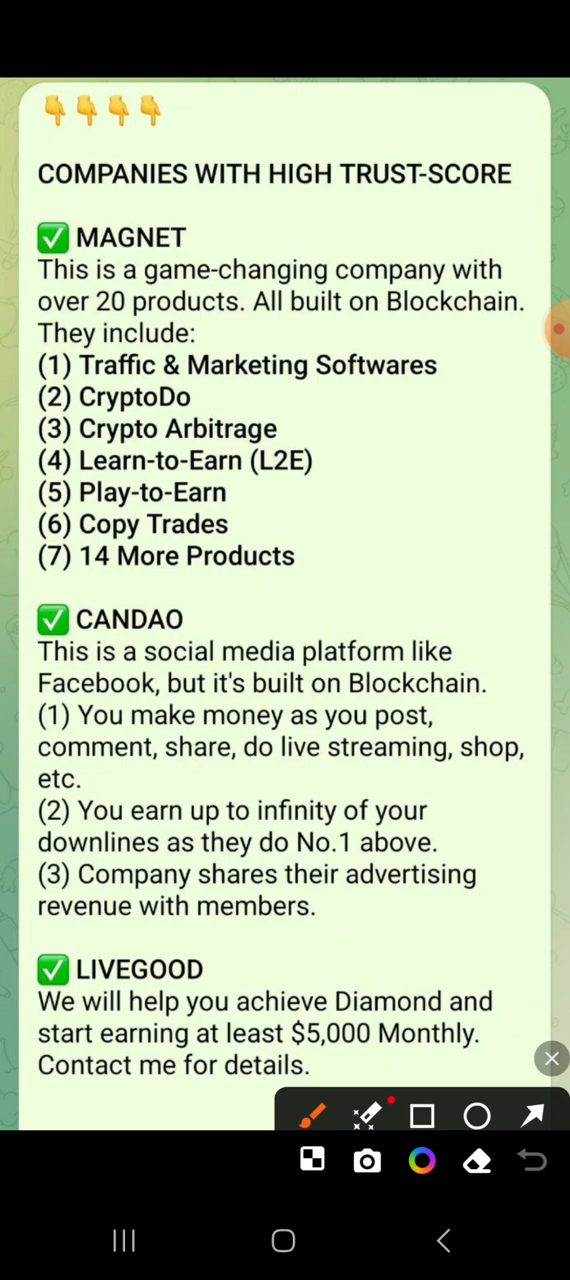 👇👇👇👇
COMPANIES WITH HIGH TRUST-SCORE
✅ MAGNET
This is a game-changing company with
over 20 products. All built on Blockchain.
They include:
(1) Traffic & Marketing Softwares
(2) CryptoDo
(3) Crypto Arbitrage
(4) Learn-to-Earn (L2E)
(5) Play-to-Earn
(6) Copy Trades
(7) 14 More Products
✅ CANDAO
This is a social media platform like
Facebook, but it's built on Blockchain.
(1) You make money as you post,
comment, share, do live streaming, shop,
etc.
(2) You earn up to infinity of your
downlines as they do No.1 above.
(3) Company shares their advertising
revenue with members.
✅ LIVEGOOD
We will help you achieve Diamond and
start earning at least $5,000 Monthly.
Contact me for details.